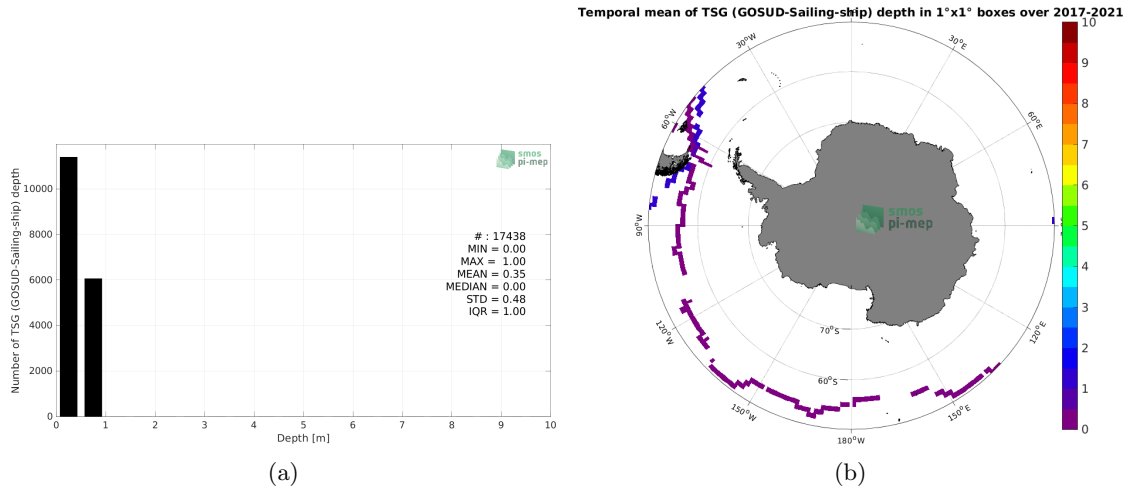 Temporal mean of TSG (GOSUD-Sailing-ship) depth in 1°x1° boxes over 2017-2021
Number of TSG (GOSUD-Sailing-ship) depth
10000
8000
6000
4000
2000
0
smos
pi-mep
# : 17438
MIN = 0.00
MAX = 1.00
MEAN = 0.35
MEDIAN = 0.00
STD = 0.48
IQR = 1.00
0 1 2 3 4 5 6 7 8 9 10
Depth [m]
(a)
30°W
30°E
60°W
60°E
90°W
smos
pi-mep
120°W
120°E
70°S
60°S
150°W
150°E
180°W
10
9
8
7
6
5
4
3
2
1
0
(b)